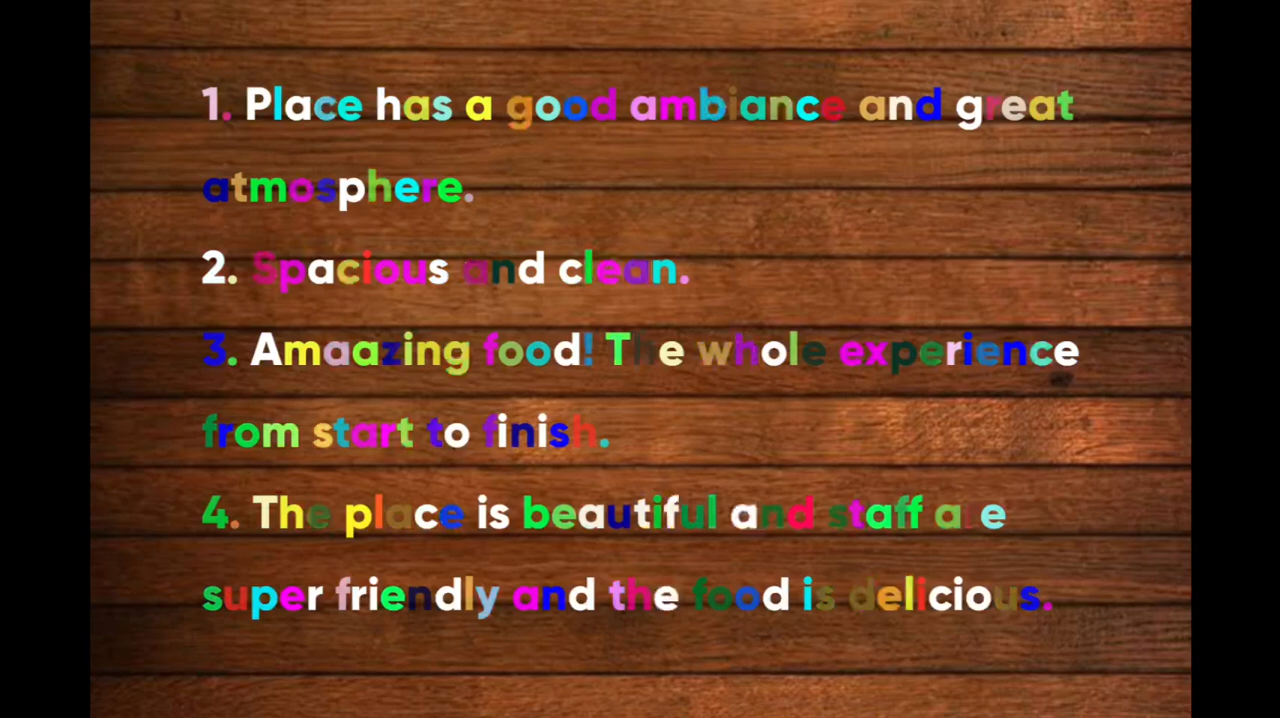 1. Place has a good ambiance and great
atmosphere.
2. Spacious and clean.
3. Amaazing food! The whole experience
from start to finish.
4. The place is beautiful and staff are
super friendly and the food is delicious.